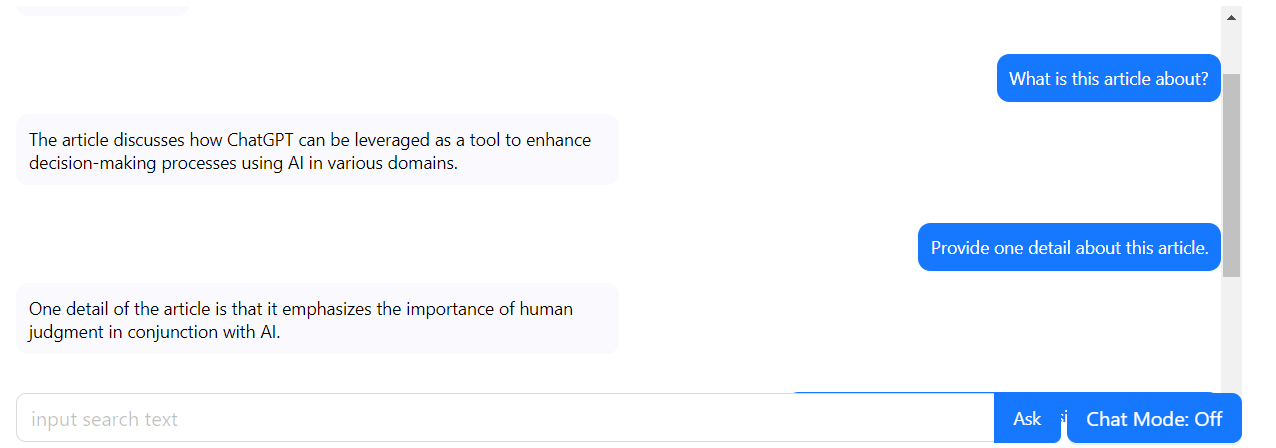 What is this article about?
The article discusses how ChatGPT can be leveraged as a tool to enhance
decision-making processes using AI in various domains.
Provide one detail about this article.
One detail of the article is that it emphasizes the importance of human
judgment in conjunction with AI.
input search text
Ask
Chat Mode: Off